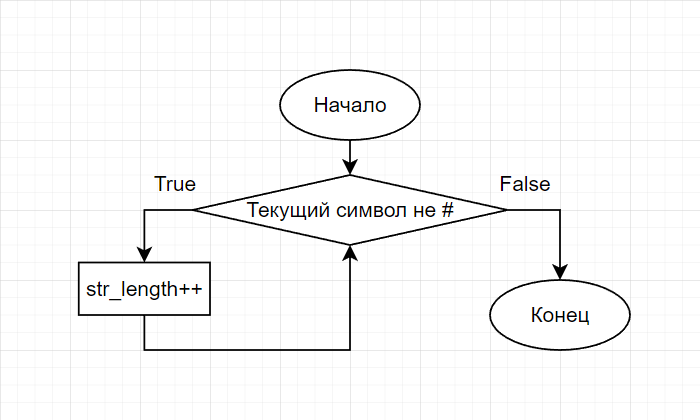 Начало
True
False
Текущий символ не #
str_length++
Конец